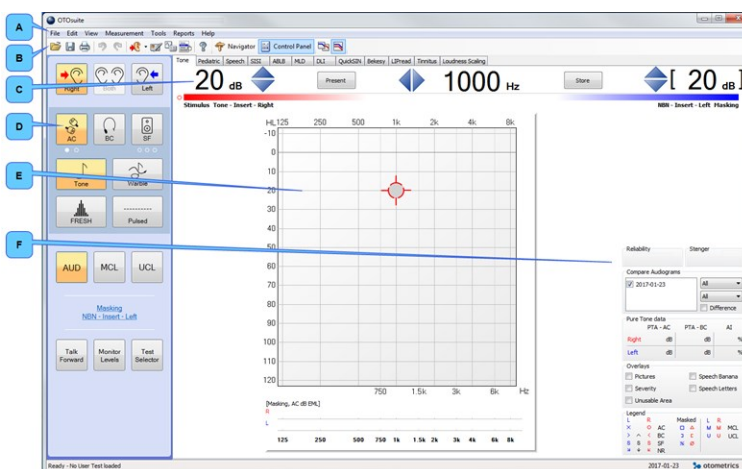 OTOsuite
A
File Edit View Measurement Tools Reports Help
B
Navigator Control Panel
Tone Pediatric Speech SISI ABLB MLD DLI QuickSIN Bekesy LIPread Tinnitus Loudness Scaling
C
20 dB Present 1000 Hz Store [ 20 dB ]
Stimulus Tone - Insert - Right NBN - Insert - Left Masking
Right Both Left
D
AC BC SF
E
Tone Warble
FRESH Pulsed
F
AUD MCL UCL
Masking
NBN - Insert - Left
Talk Forward Monitor Levels Test Selector
HL 125 250 500 1k 2k 4k 8k
-10
0
10
20
30
40
50
60
70
80
90
100
110
120
750 1.5k 3k 6k Hz
[Masking, AC dB EML]
R
L
125 250 500 750 1k 1.5k 2k 3k 4k 6k 8k
Reliability Stenger
Compare Audiograms
2017-01-23 All
All
Difference
Pure Tone data
PTA - AC PTA - BC AI
Right dB dB %
Left dB dB %
Overlays
Pictures Speech Banana
Severity Speech Letters
Unusable Area
Legend
L R Masked L R
AC MCL
BC UCL
SF
NR
Ready - No User Test loaded 2017-01-23 otometrics